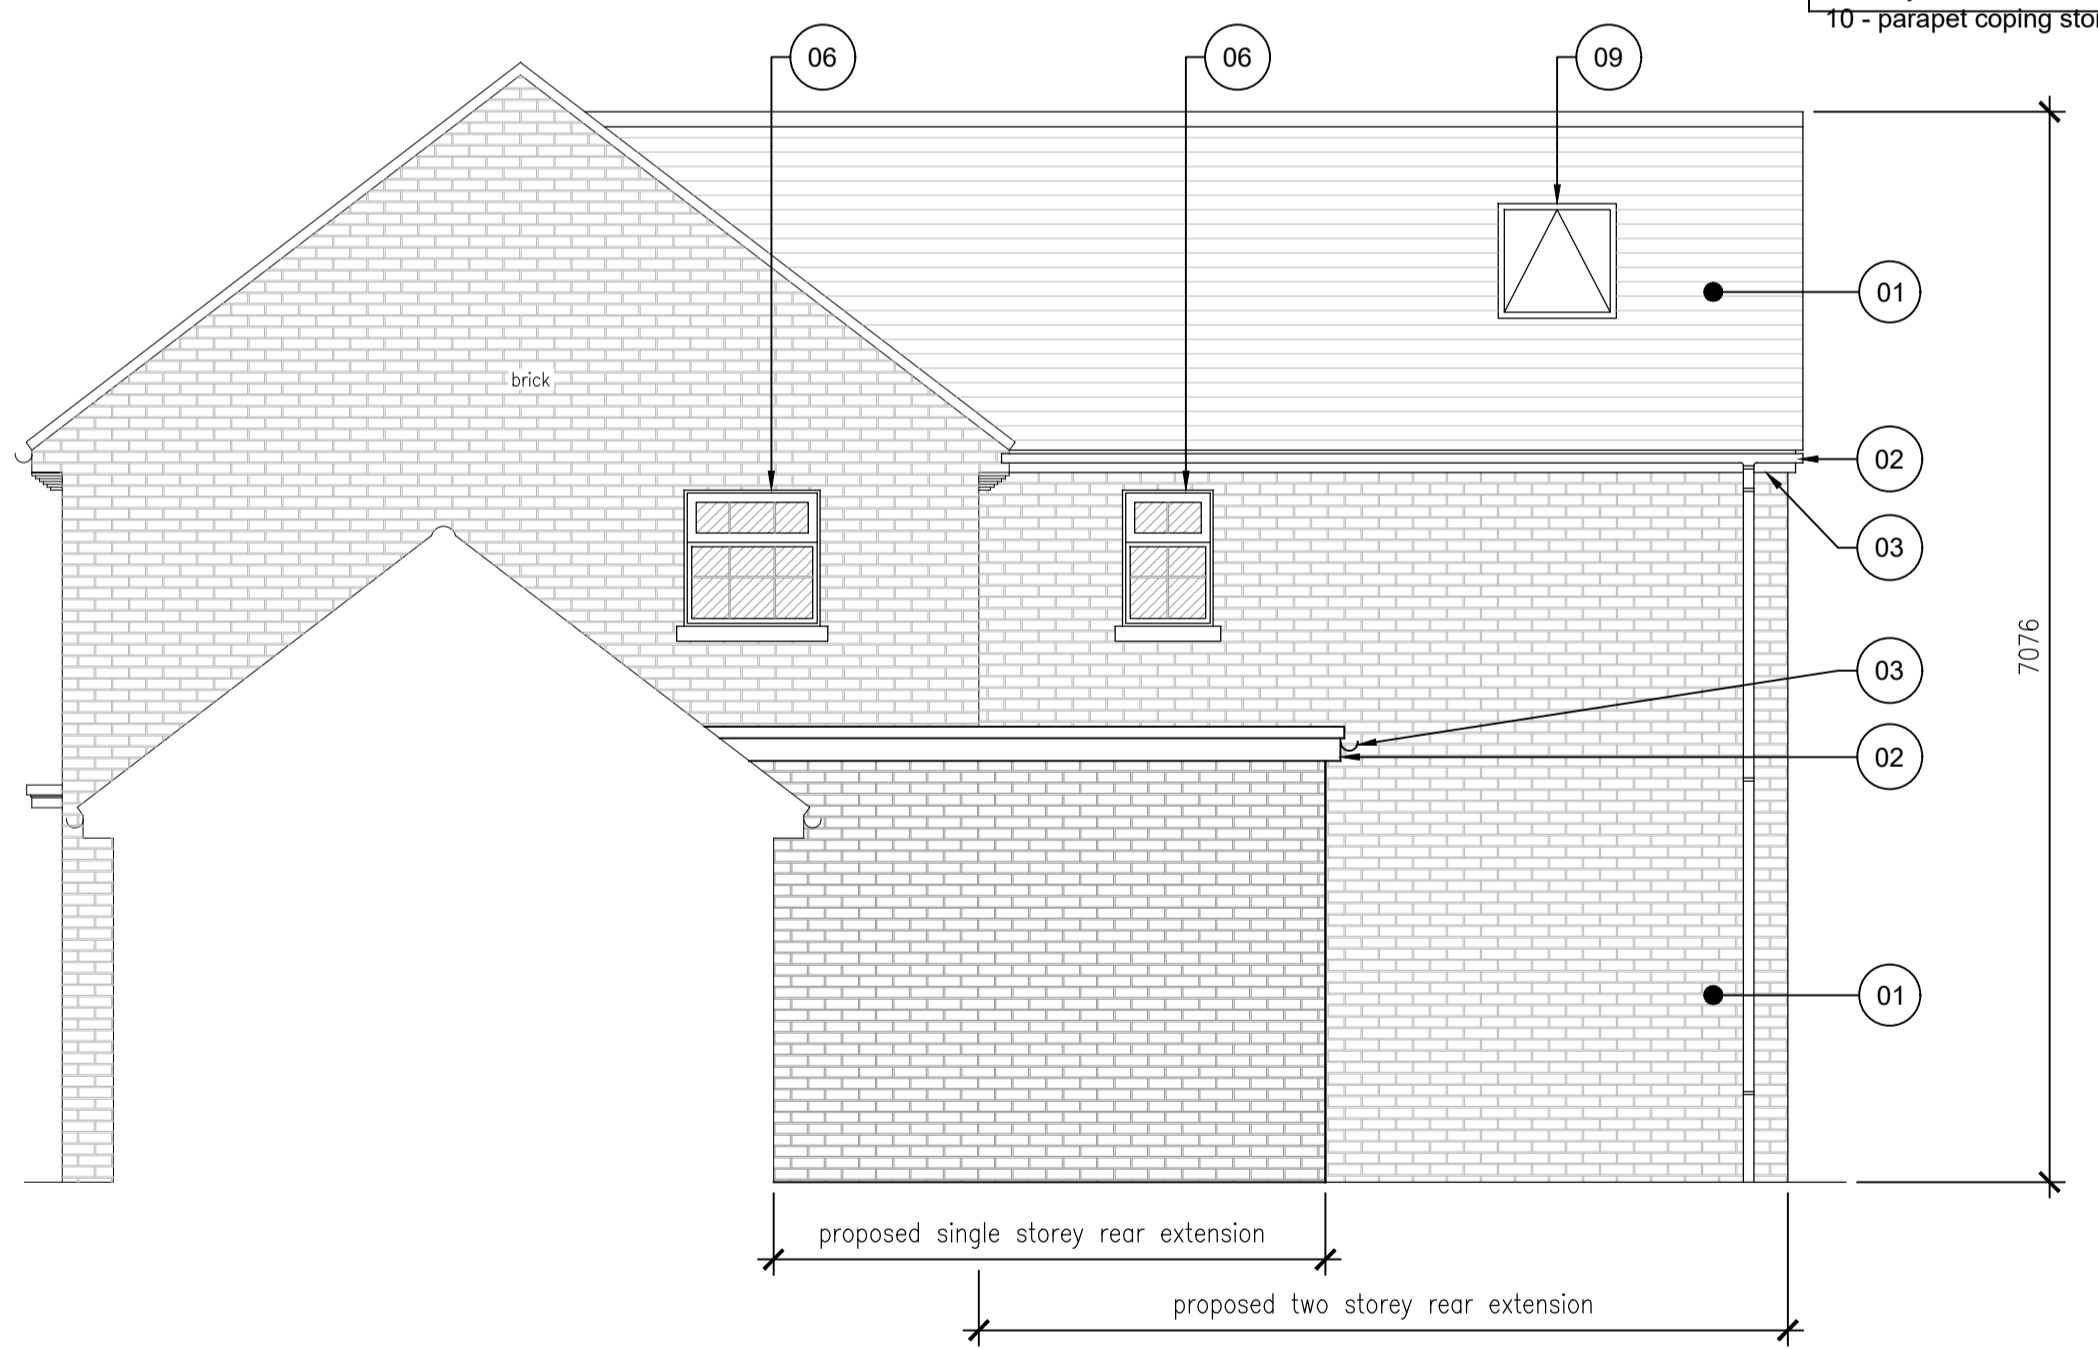 10 - parapet coping
06
06
09
01
brick
02
03
7076
03
02
01
proposed single storey rear extension
proposed two storey rear extension